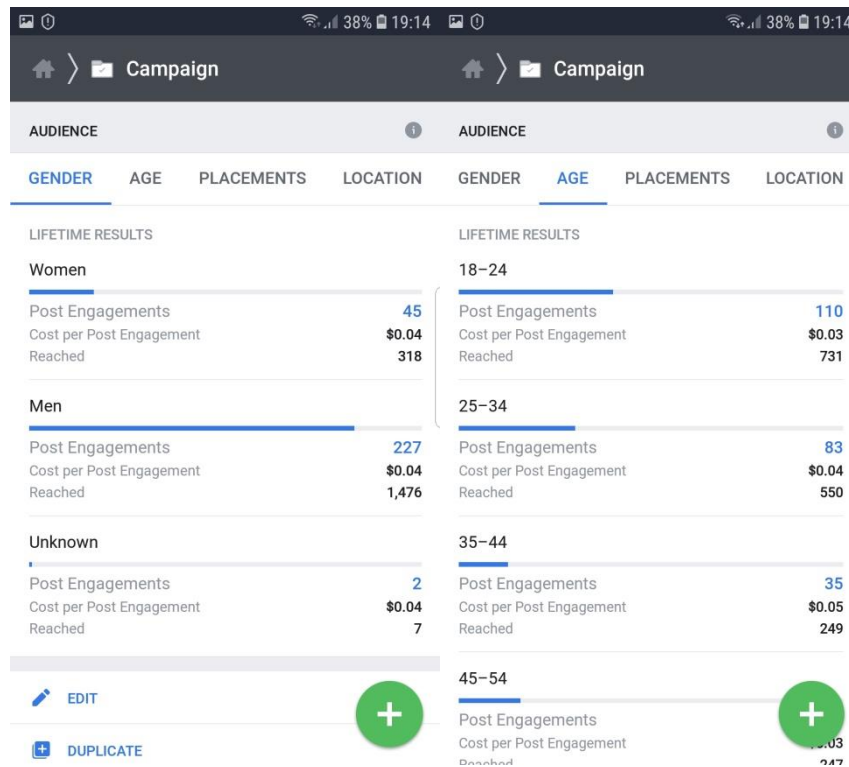 38% 19:14
Campaign
AUDIENCE
GENDER AGE PLACEMENTS LOCATION
LIFETIME RESULTS
Women
Post Engagements 45
Cost per Post Engagement $0.04
Reached 318
Men
Post Engagements 227
Cost per Post Engagement $0.04
Reached 1,476
Unknown
Post Engagements 2
Cost per Post Engagement $0.04
Reached 7
EDIT
DUPLICATE
38% 19:14
Campaign
AUDIENCE
GENDER AGE PLACEMENTS LOCATION
LIFETIME RESULTS
18–24
Post Engagements 110
Cost per Post Engagement $0.03
Reached 731
25–34
Post Engagements 83
Cost per Post Engagement $0.04
Reached 550
35–44
Post Engagements 35
Cost per Post Engagement $0.05
Reached 249
45–54
Post Engagements
Cost per Post Engagement
Reached 247